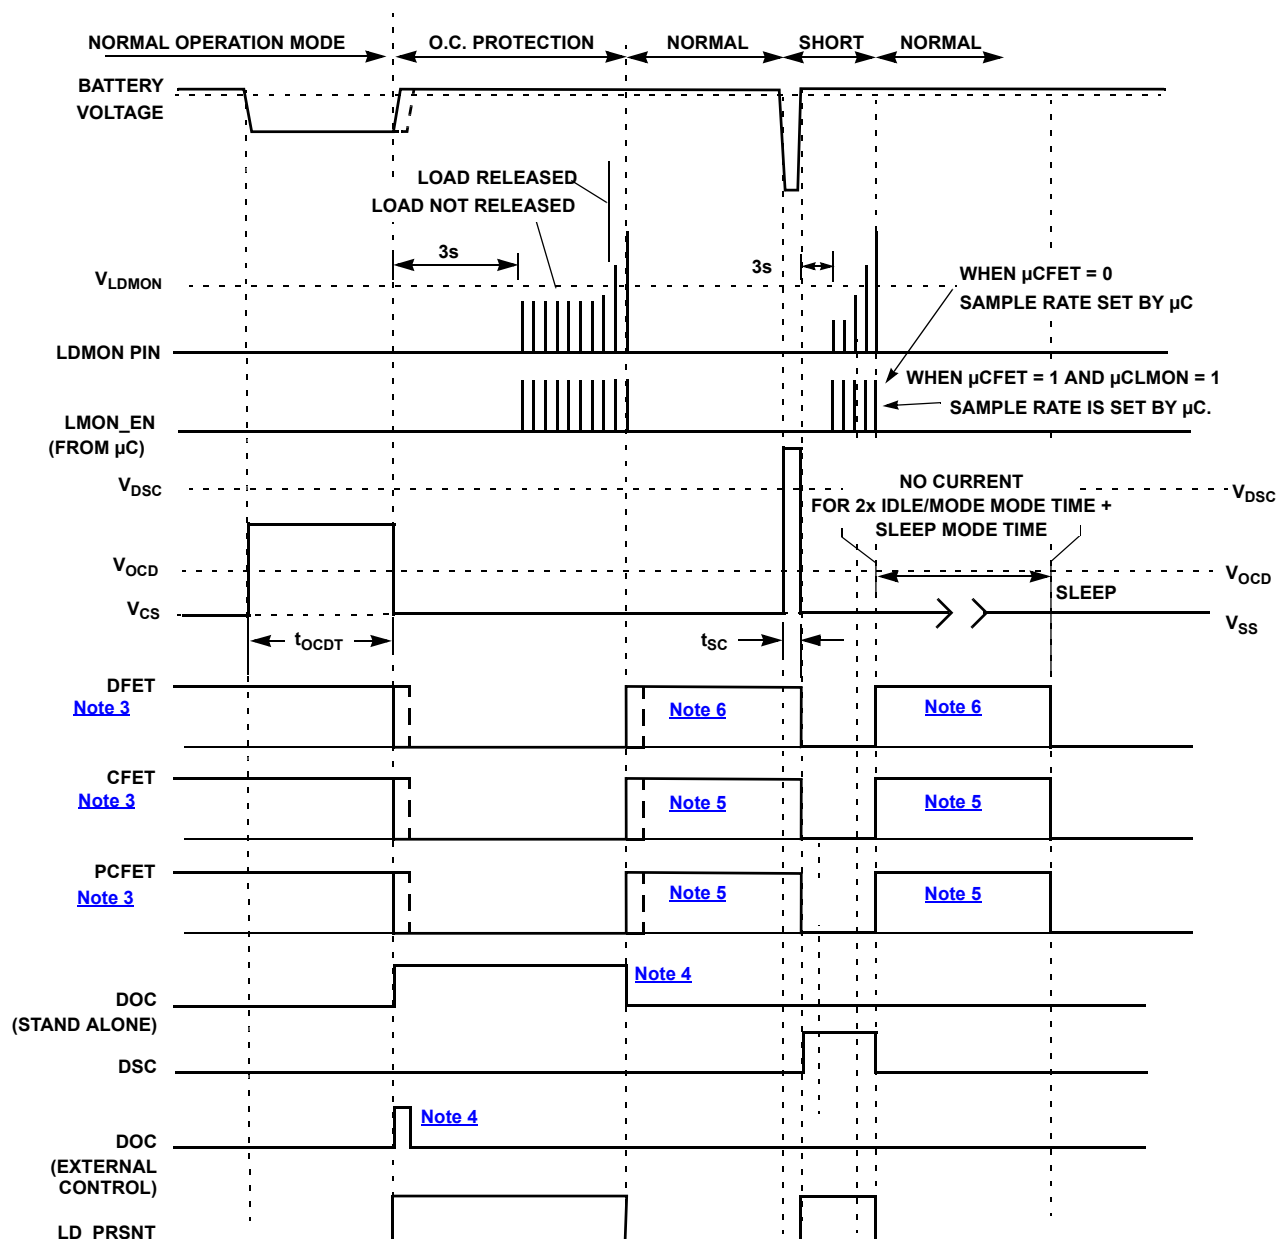 NORMAL OPERATION MODE
O.C. PROTECTION
NORMAL
SHORT
NORMAL
BATTERY
VOLTAGE
LOAD RELEASED
LOAD NOT RELEASED
3s
3s
VLDMON
WHEN µCFET = 0
SAMPLE RATE SET BY µC
LDMON PIN
WHEN µCFET = 1 AND µCLMON = 1
SAMPLE RATE IS SET BY µC.
LMON_EN
(FROM µC)
VDSC
NO CURRENT
FOR 2x IDLE/MODE MODE TIME +
SLEEP MODE TIME
VDSC
VOCD
VOCD
SLEEP
VCS
VSS
tOCDT
tSC
DFET
Note 3
Note 6
Note 6
CFET
Note 3
Note 5
Note 5
PCFET
Note 3
Note 5
Note 5
Note 4
DOC
(STAND ALONE)
DSC
Note 4
DOC
(EXTERNAL
CONTROL)
LD_PRSNT